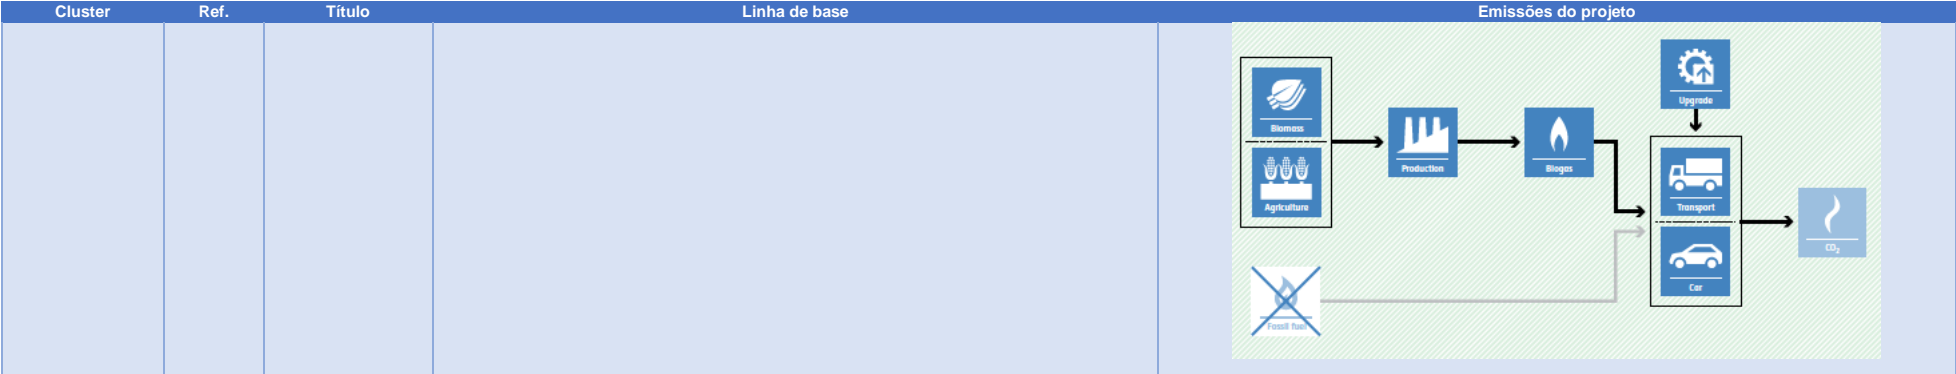 Cluster Ref. Título Linha de base Emissões do projeto
Upgrade
Biomass
Production
Biogas
Agriculture
Transport
CO2
Car
Fossil fuel